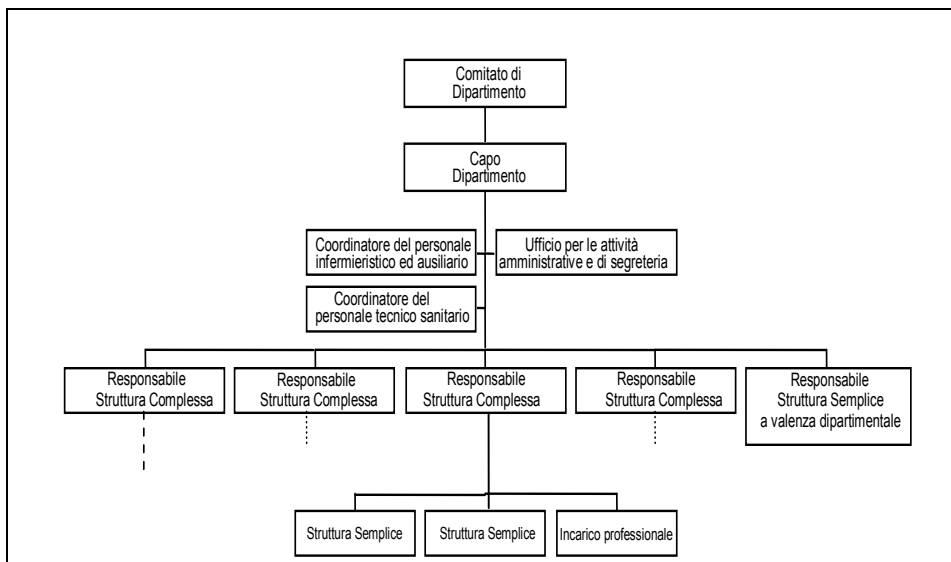 Comitato di
Dipartimento
Capo
Dipartimento
Coordinatore del personale
infermieristico ed ausiliario
Ufficio per le attività
amministrative e di segreteria
Coordinatore del
personale tecnico sanitario
Responsabile
Struttura Complessa
Responsabile
Struttura Complessa
Responsabile
Struttura Complessa
Responsabile
Struttura Complessa
Responsabile
Struttura Semplice
a valenza dipartimentale
Struttura Semplice
Struttura Semplice
Incarico professionale